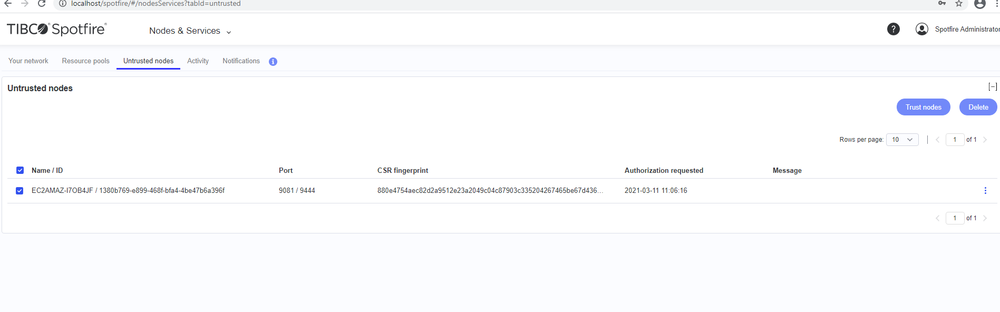 localhost/spotfire/#/nodesServices?tabId=untrusted
TIBCO® Spotfire® Nodes & Services ? Spotfire Administrator
Your network Resource pools Untrusted nodes Activity Notifications i
Untrusted nodes [−]
Trust nodes Delete
Rows per page: 10 | < 1 of 1 >
Name / ID Port CSR fingerprint Authorization requested Message
EC2AMAZ-I7OB4JF / 1380b769-e899-468f-bfa4-4be47b6a396f 9081 / 9444 880e4754aec82d2a9512e23a2049c04c87903c335204267465be67d436... 2021-03-11 11:06:16
< 1 of 1 >